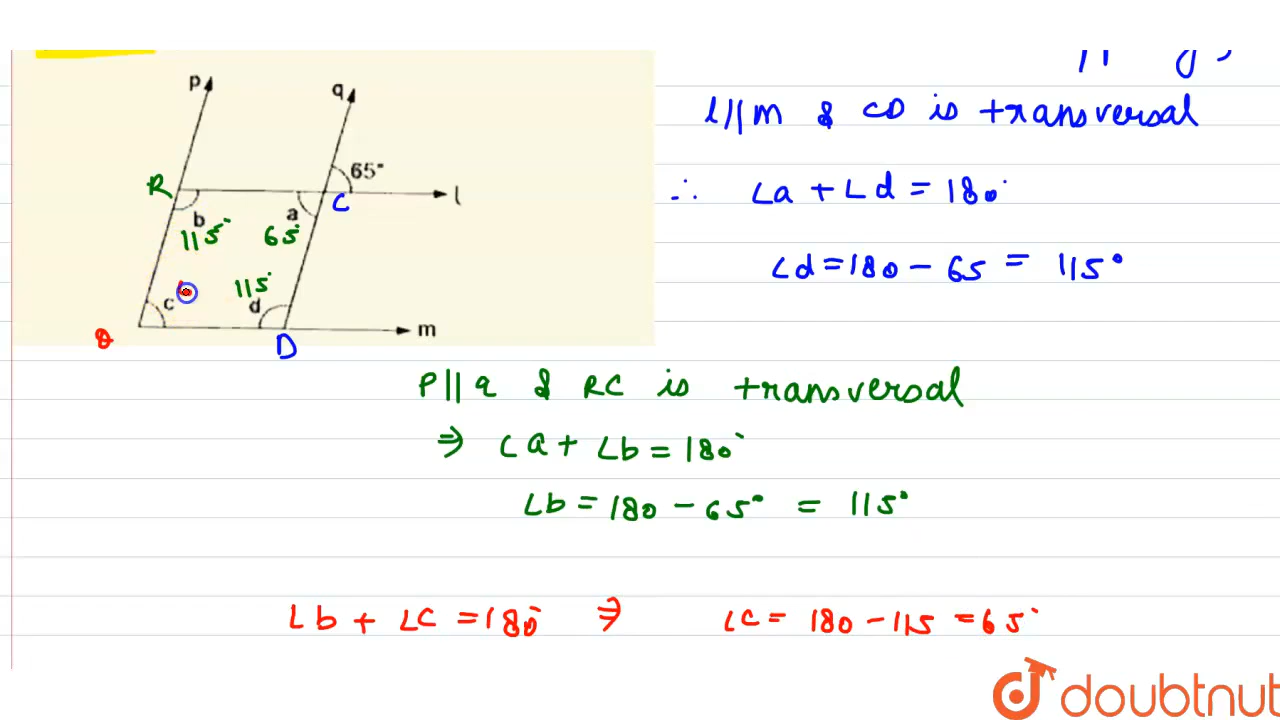 p
q
65°
R
l
C
b
a
115°
65°
115°
c
d
m
D
l||m & CD is transversal
∴ ∠a + ∠d = 180°
∠d = 180 - 65 = 115°
P||q & RC is transversal
⇒ ∠a + ∠b = 180°
∠b = 180 - 65° = 115°
∠b + ∠C = 180° ⇒ ∠C = 180 - 115 = 65°
doubtnut